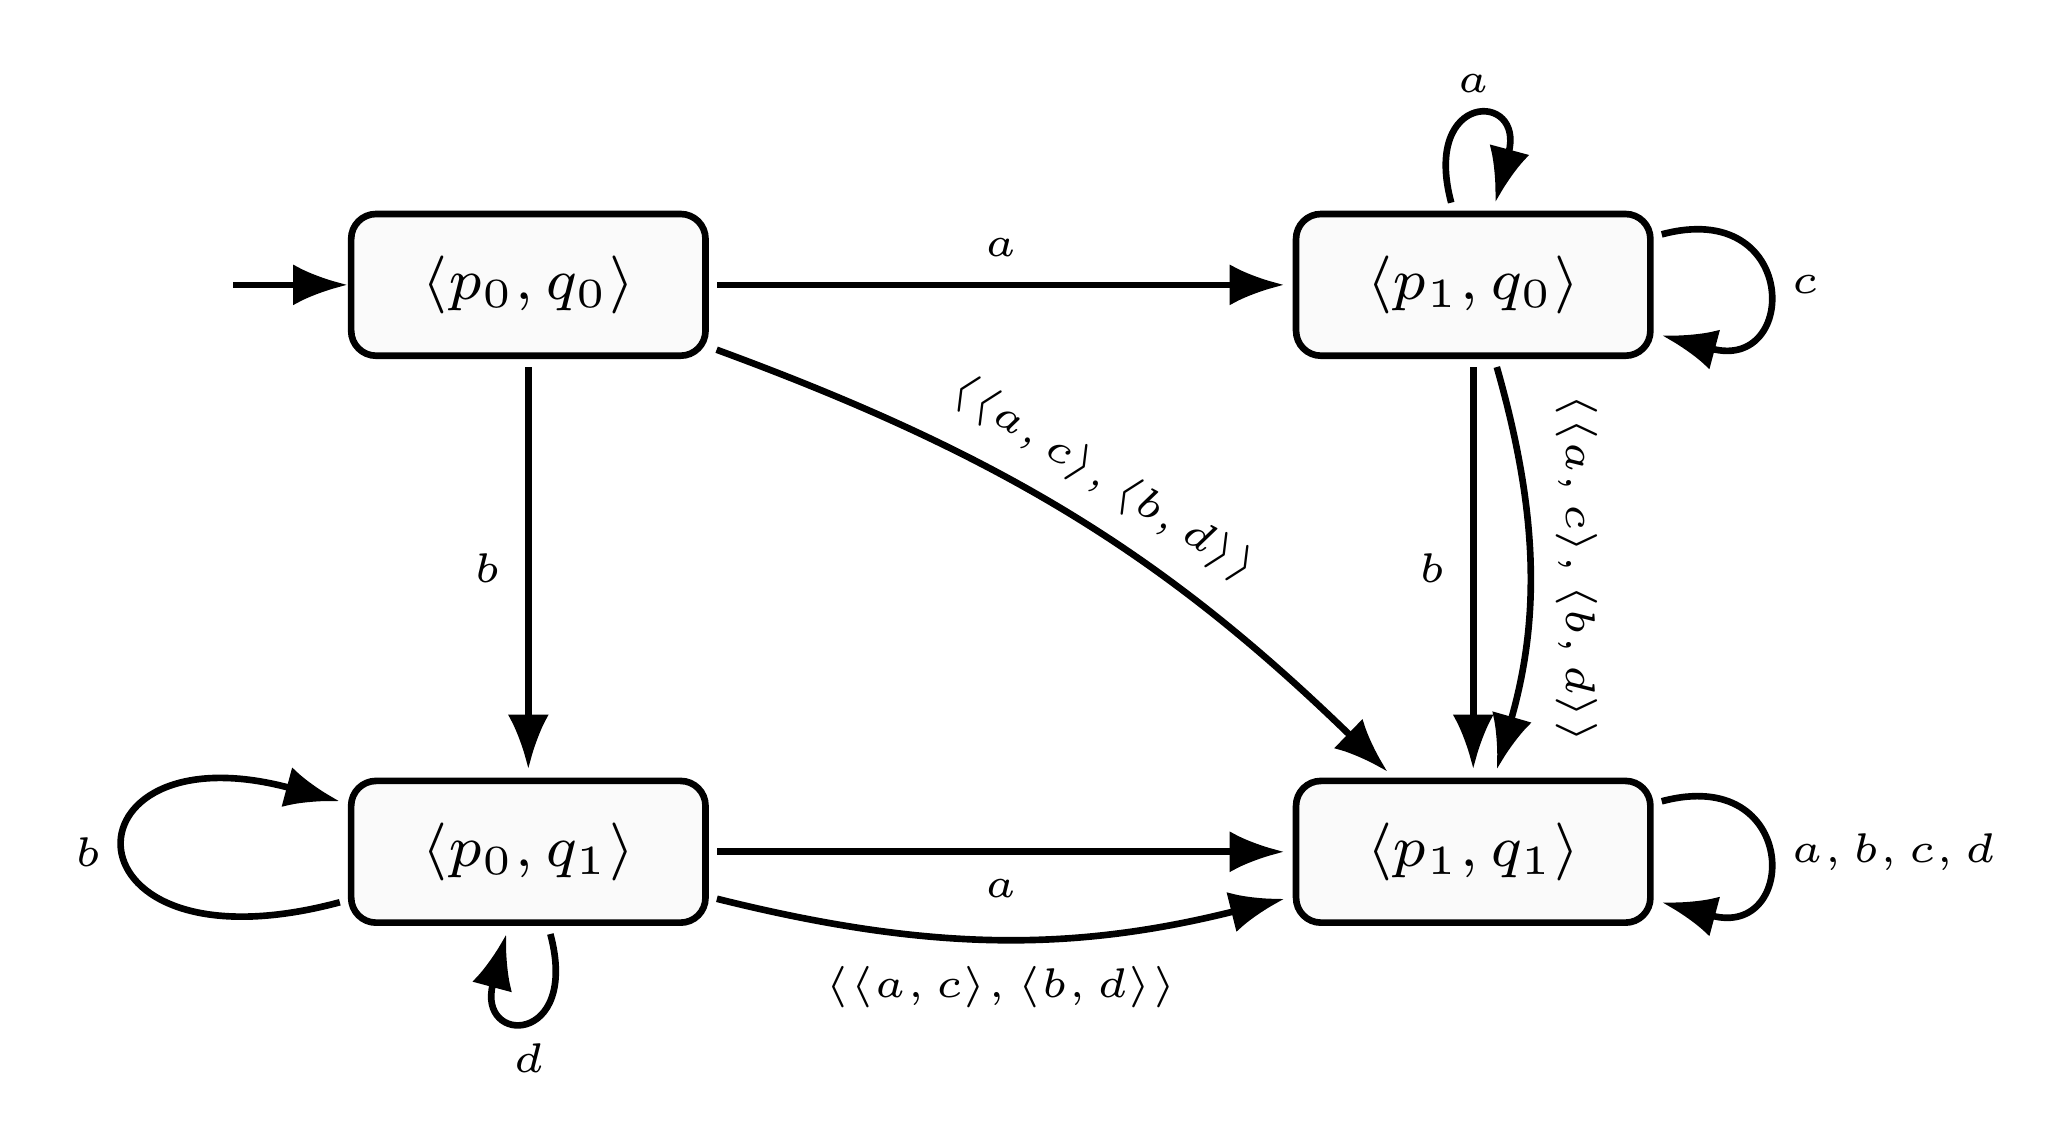 a
⟨p₀, q₀⟩
a
⟨p₁, q₀⟩
c
⟨⟨a, c⟩, ⟨b, d⟩⟩
⟨⟨a, c⟩, ⟨b, d⟩⟩
b
b
b
⟨p₀, q₁⟩
a
⟨p₁, q₁⟩
a, b, c, d
⟨⟨a, c⟩, ⟨b, d⟩⟩
d